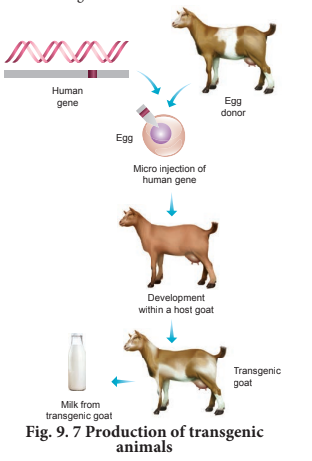 Human
gene
Egg
donor
Egg
Micro injection of
human gene
Development
within a host goat
Transgenic
goat
Milk from
transgenic goat
Fig. 9. 7 Production of transgenic
animals